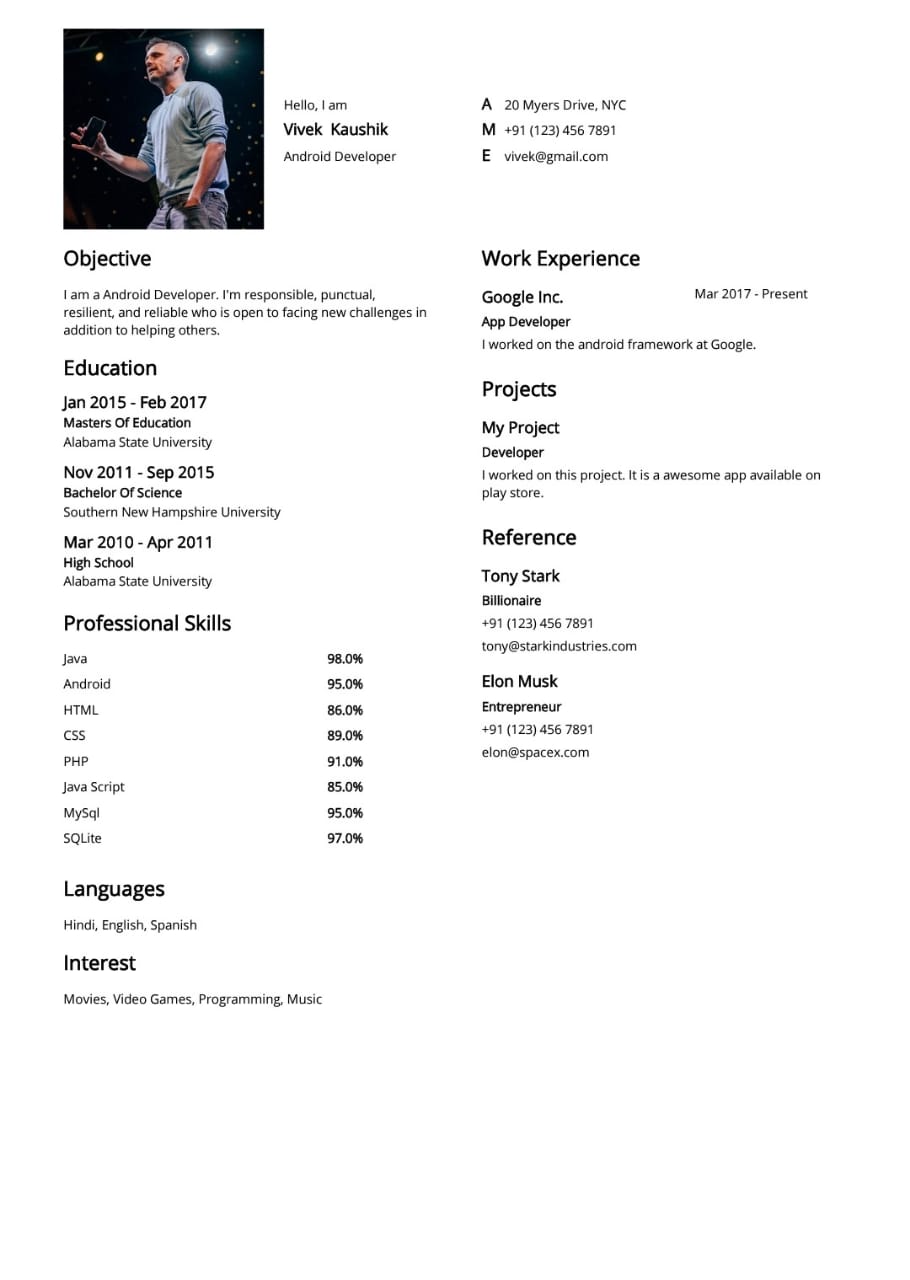 Hello, I am
Vivek Kaushik
Android Developer
A 20 Myers Drive, NYC
M +91 (123) 456 7891
E vivek@gmail.com
Objective
I am a Android Developer. I'm responsible, punctual,
resilient, and reliable who is open to facing new challenges in
addition to helping others.
Education
Jan 2015 - Feb 2017
Masters Of Education
Alabama State University
Nov 2011 - Sep 2015
Bachelor Of Science
Southern New Hampshire University
Mar 2010 - Apr 2011
High School
Alabama State University
Professional Skills
Java 98.0%
Android 95.0%
HTML 86.0%
CSS 89.0%
PHP 91.0%
Java Script 85.0%
MySql 95.0%
SQLite 97.0%
Languages
Hindi, English, Spanish
Interest
Movies, Video Games, Programming, Music
Work Experience
Google Inc. Mar 2017 - Present
App Developer
I worked on the android framework at Google.
Projects
My Project
Developer
I worked on this project. It is a awesome app available on
play store.
Reference
Tony Stark
Billionaire
+91 (123) 456 7891
tony@starkindustries.com
Elon Musk
Entrepreneur
+91 (123) 456 7891
elon@spacex.com